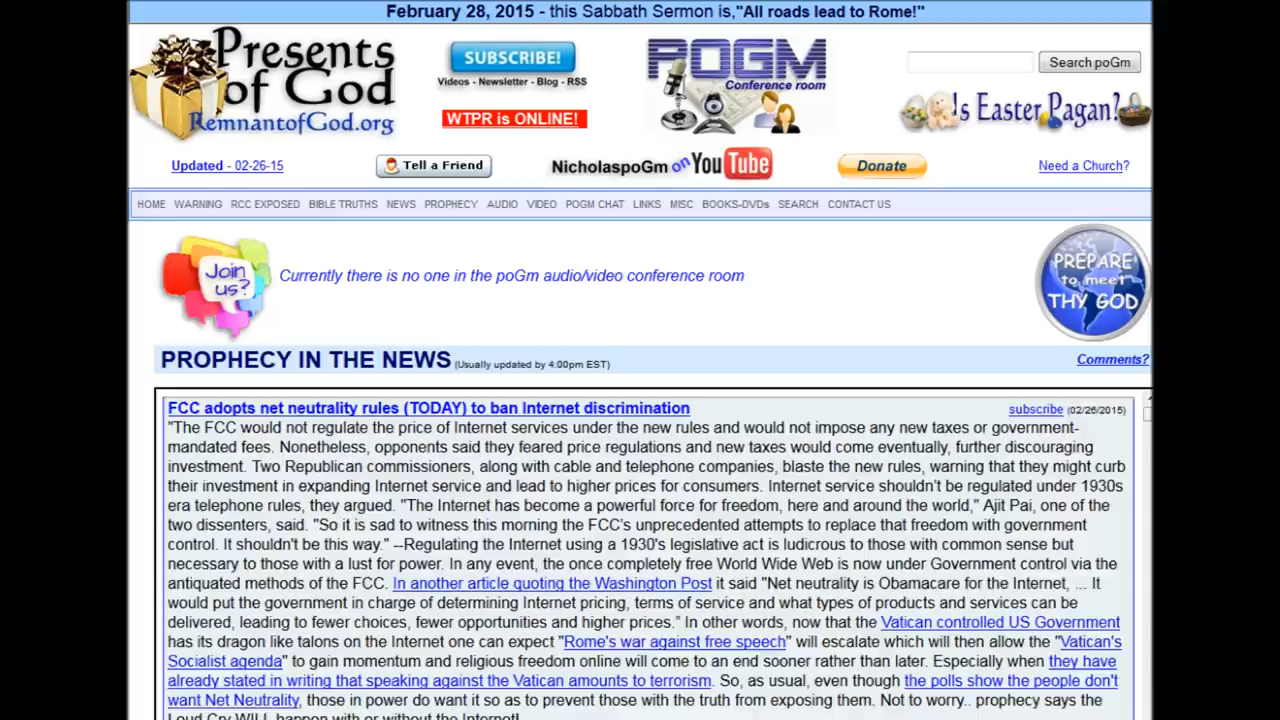 February 28, 2015 - this Sabbath Sermon is,"All roads lead to Rome!"
Presents
of God
RemnantofGod.org
SUBSCRIBE!
Videos - Newsletter - Blog - RSS
WTPR is ONLINE!
POGM
Conference room
Search poGm
Is Easter Pagan?
Updated - 02-26-15
Tell a Friend
NicholaspoGm on YouTube
Donate
Need a Church?
HOME WARNING RCC EXPOSED BIBLE TRUTHS NEWS PROPHECY AUDIO VIDEO POGM CHAT LINKS MISC BOOKS-DVDs SEARCH CONTACT US
Join
us?
Currently there is no one in the poGm audio/video conference room
PREPARE
to meet
THY GOD
PROPHECY IN THE NEWS (Usually updated by 4:00pm EST)
Comments?
FCC adopts net neutrality rules (TODAY) to ban Internet discrimination
subscribe (02/26/2015)
"The FCC would not regulate the price of Internet services under the new rules and would not impose any new taxes or government-
mandated fees. Nonetheless, opponents said they feared price regulations and new taxes would come eventually, further discouraging
investment. Two Republican commissioners, along with cable and telephone companies, blaste the new rules, warning that they might curb
their investment in expanding Internet service and lead to higher prices for consumers. Internet service shouldn't be regulated under 1930s
era telephone rules, they argued. "The Internet has become a powerful force for freedom, here and around the world," Ajit Pai, one of the
two dissenters, said. "So it is sad to witness this morning the FCC's unprecedented attempts to replace that freedom with government
control. It shouldn't be this way." --Regulating the Internet using a 1930's legislative act is ludicrous to those with common sense but
necessary to those with a lust for power. In any event, the once completely free World Wide Web is now under Government control via the
antiquated methods of the FCC. In another article quoting the Washington Post it said "Net neutrality is Obamacare for the Internet, ... It
would put the government in charge of determining Internet pricing, terms of service and what types of products and services can be
delivered, leading to fewer choices, fewer opportunities and higher prices." In other words, now that the Vatican controlled US Government
has its dragon like talons on the Internet one can expect "Rome's war against free speech" will escalate which will then allow the "Vatican's
Socialist agenda" to gain momentum and religious freedom online will come to an end sooner rather than later. Especially when they have
already stated in writing that speaking against the Vatican amounts to terrorism. So, as usual, even though the polls show the people don't
want Net Neutrality, those in power do want it so as to prevent those with the truth from exposing them. Not to worry.. prophecy says the
Loud Cry WILL happen with or without the Internet!